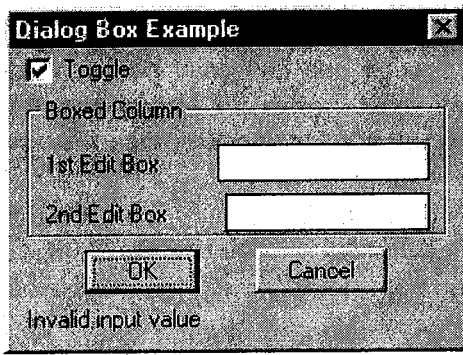 Dialog Box Example
Toggle
Boxed Column
1st Edit Box
2nd Edit Box
OK Cancel
Invalid input value